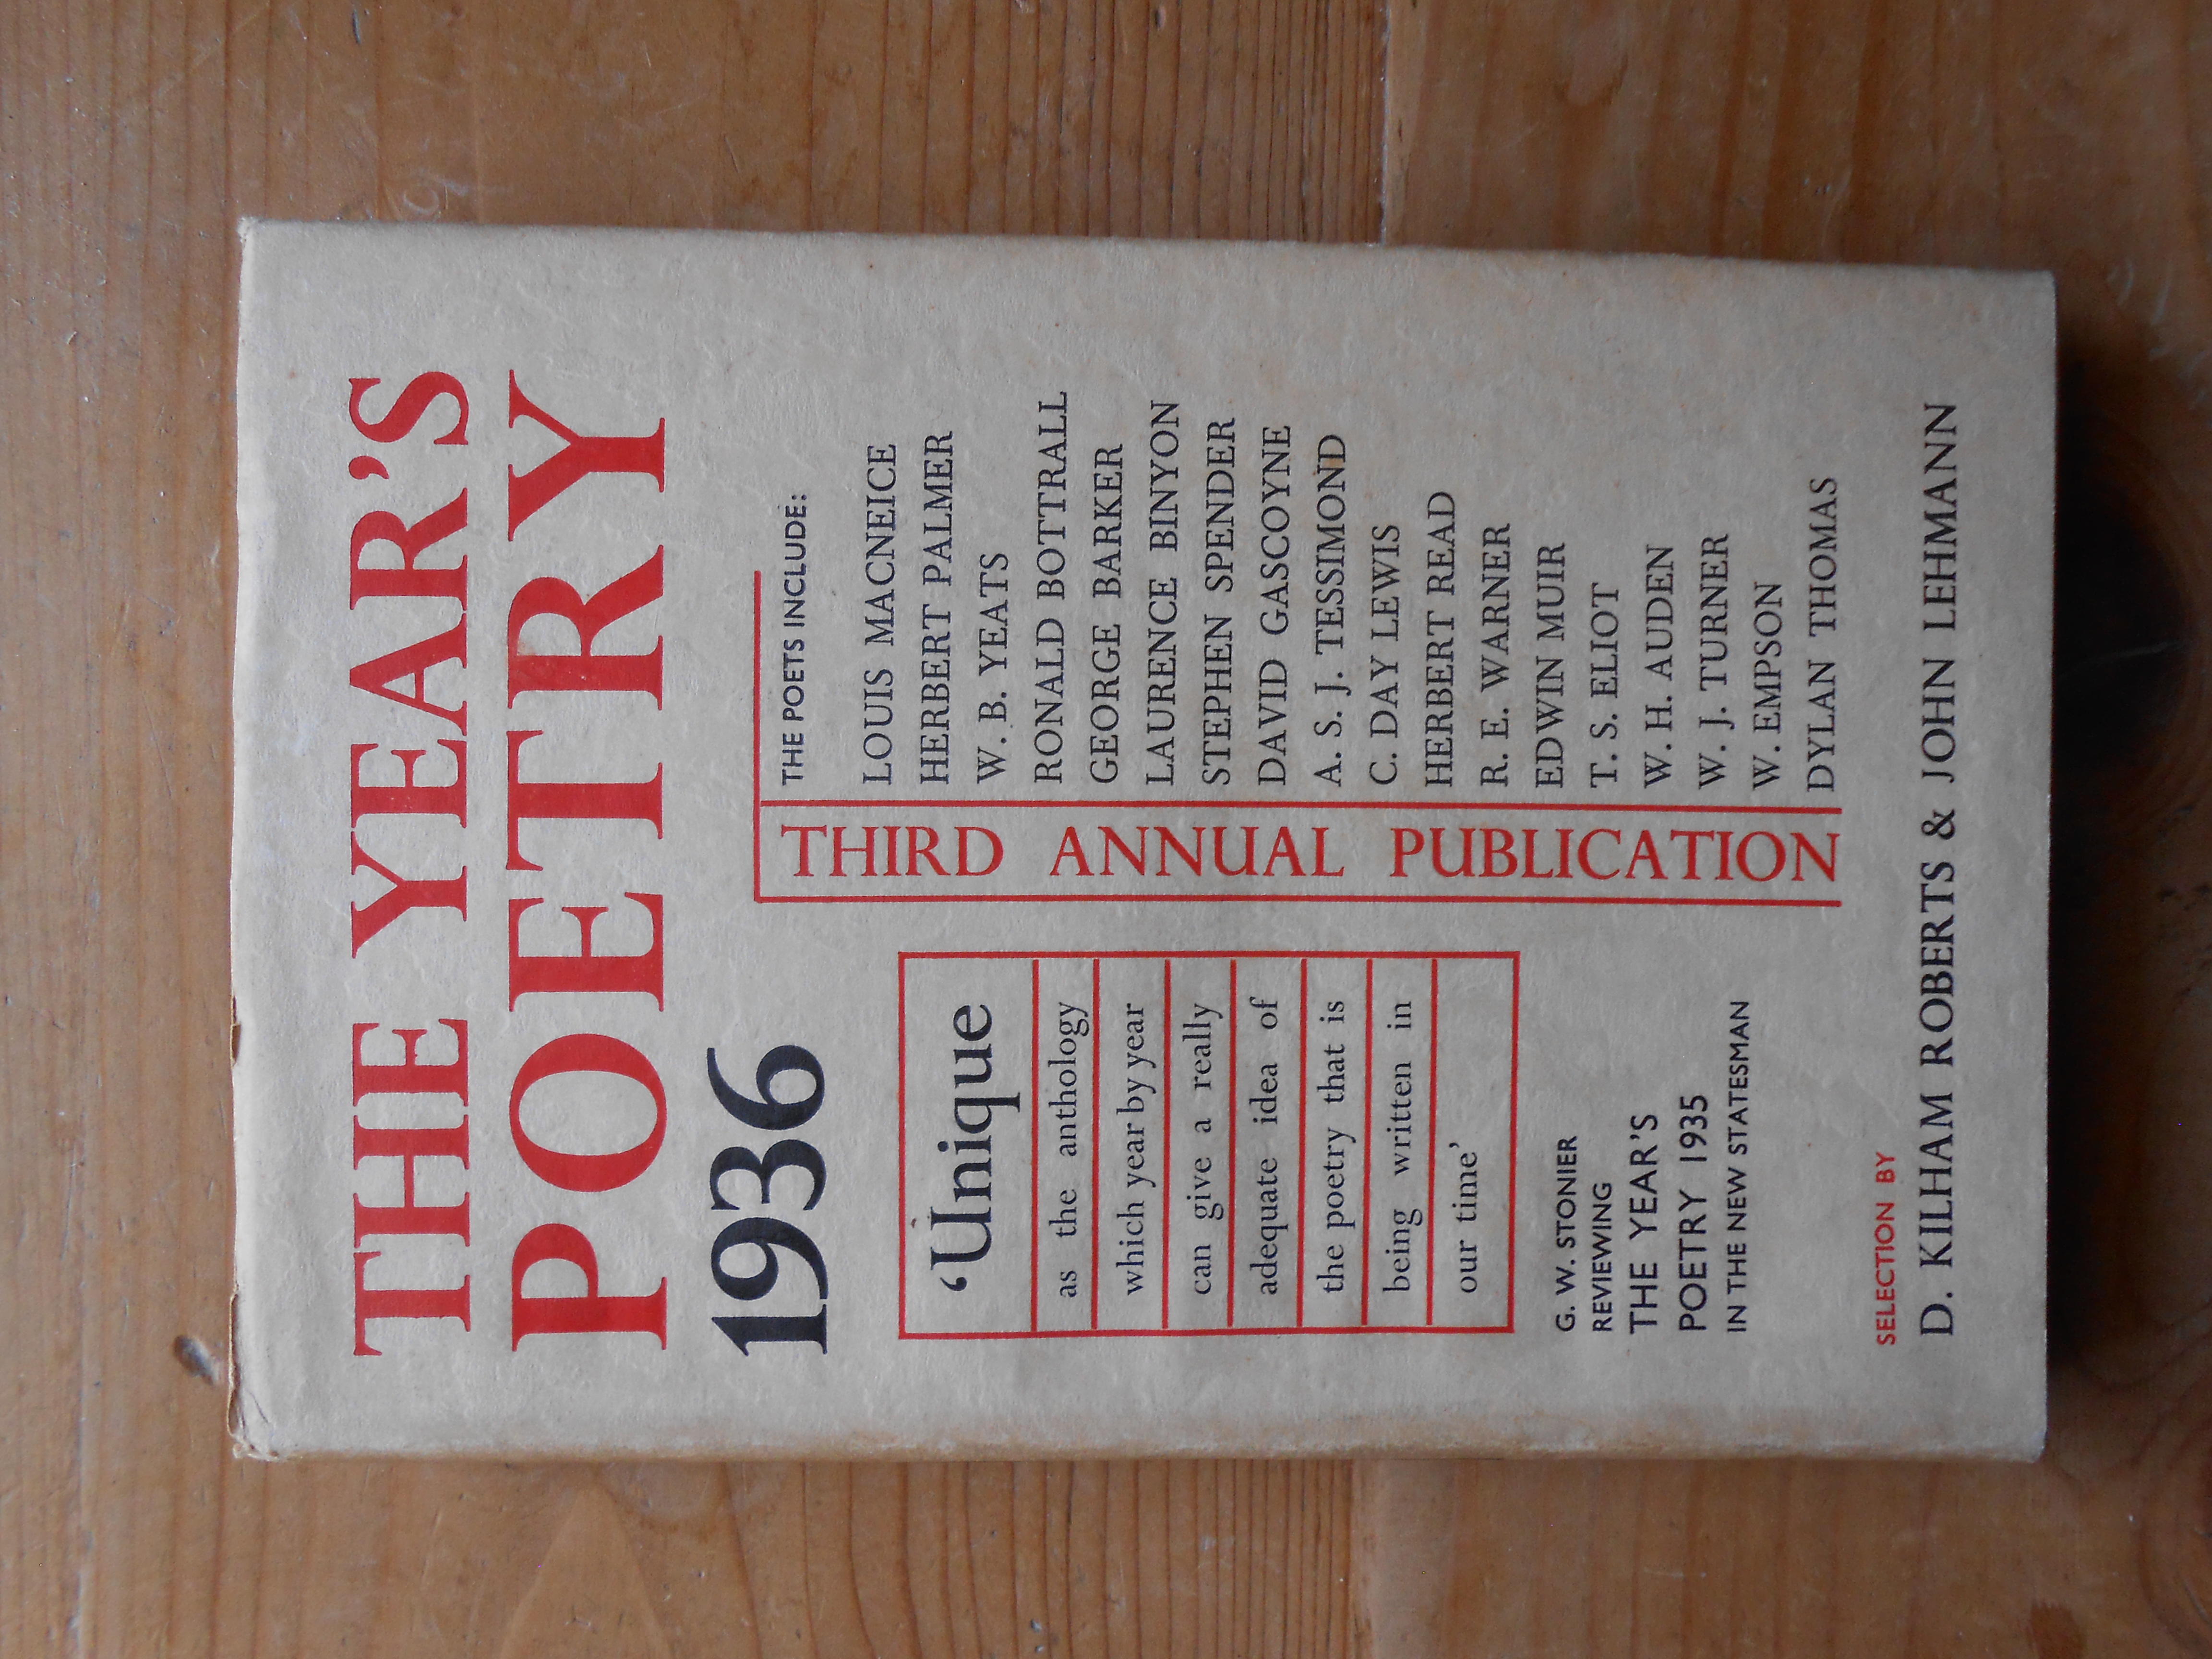 THE YEAR'S
POETRY
1936
'Unique
as the anthology
which year by year
can give a really
adequate idea of
the poetry that is
being written in
our time'
G. W. STONIER
REVIEWING
THE YEAR'S
POETRY 1935
IN THE NEW STATESMAN
THIRD ANNUAL PUBLICATION
THE POETS INCLUDE:
LOUIS MACNEICE
HERBERT PALMER
W. B. YEATS
RONALD BOTTRALL
GEORGE BARKER
LAURENCE BINYON
STEPHEN SPENDER
DAVID GASCOYNE
A. S. J. TESSIMOND
C. DAY LEWIS
HERBERT READ
R. E. WARNER
EDWIN MUIR
T. S. ELIOT
W. H. AUDEN
W. J. TURNER
W. EMPSON
DYLAN THOMAS
SELECTION BY
D. KILHAM ROBERTS & JOHN LEHMANN